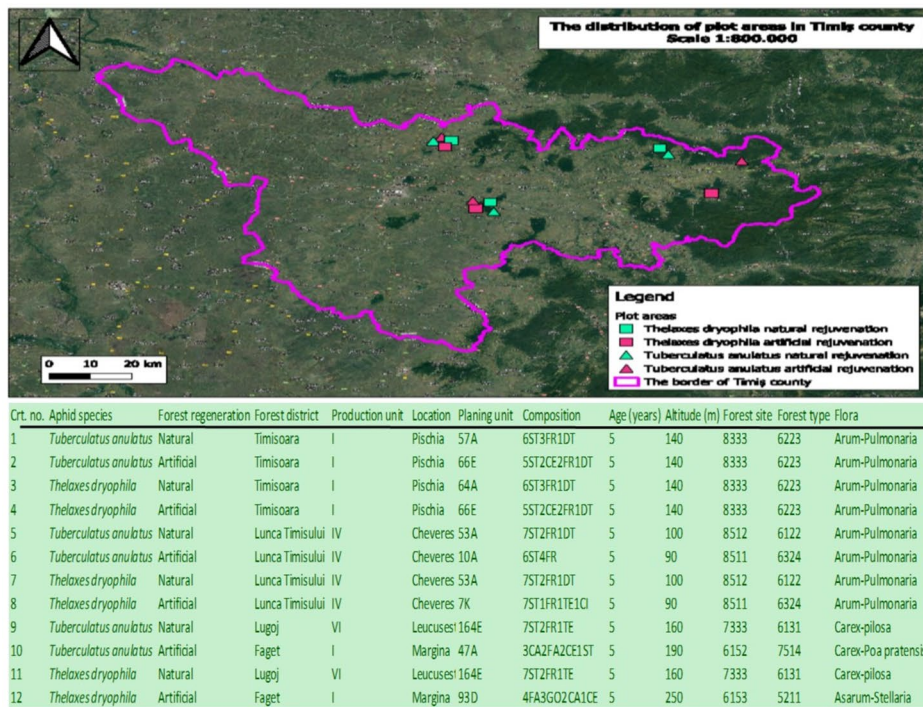 The distribution of plot areas in Timiș county
Scale 1:800.000
Legend
Plot areas
Thelaxes dryophila natural rejuvenation
Thelaxes dryophila artificial rejuvenation
Tuberculatus anulatus natural rejuvenation
Tuberculatus anulatus artificial rejuvenation
The border of Timiș county
0 10 20 km
Crt. no. Aphid species Forest regeneration Forest district Production unit Location Planing unit Composition Age (years) Altitude (m) Forest site Forest type Flora
1 Tuberculatus anulatus Natural Timisoara I Pischia 57A 6ST3FR1DT 5 140 8333 6223 Arum-Pulmonaria
2 Tuberculatus anulatus Artificial Timisoara I Pischia 66E 5ST2CE2FR1DT 5 140 8333 6223 Arum-Pulmonaria
3 Thelaxes dryophila Natural Timisoara I Pischia 64A 6ST3FR1DT 5 140 8333 6223 Arum-Pulmonaria
4 Thelaxes dryophila Artificial Timisoara I Pischia 66E 5ST2CE2FR1DT 5 140 8333 6223 Arum-Pulmonaria
5 Tuberculatus anulatus Natural Lunca Timisului IV Cheveres 53A 7ST2FR1DT 5 100 8512 6122 Arum-Pulmonaria
6 Tuberculatus anulatus Artificial Lunca Timisului IV Cheveres 10A 6ST4FR 5 90 8511 6324 Arum-Pulmonaria
7 Thelaxes dryophila Natural Lunca Timisului IV Cheveres 53A 7ST2FR1DT 5 100 8512 6122 Arum-Pulmonaria
8 Thelaxes dryophila Artificial Lunca Timisului IV Cheveres 7K 7ST1FR1TE1CI 5 90 8511 6324 Arum-Pulmonaria
9 Tuberculatus anulatus Natural Lugoj VI Leucusest 164E 7ST2FR1TE 5 160 7333 6131 Carex-pilosa
10 Tuberculatus anulatus Artificial Faget I Margina 47A 3CA2FA2CE1ST 5 190 6152 7514 Carex-Poa pratensis
11 Thelaxes dryophila Natural Lugoj VI Leucusest 164E 7ST2FR1TE 5 160 7333 6131 Carex-pilosa
12 Thelaxes dryophila Artificial Faget I Margina 93D 4FA3GO2CA1CE 5 250 6153 5211 Asarum-Stellaria